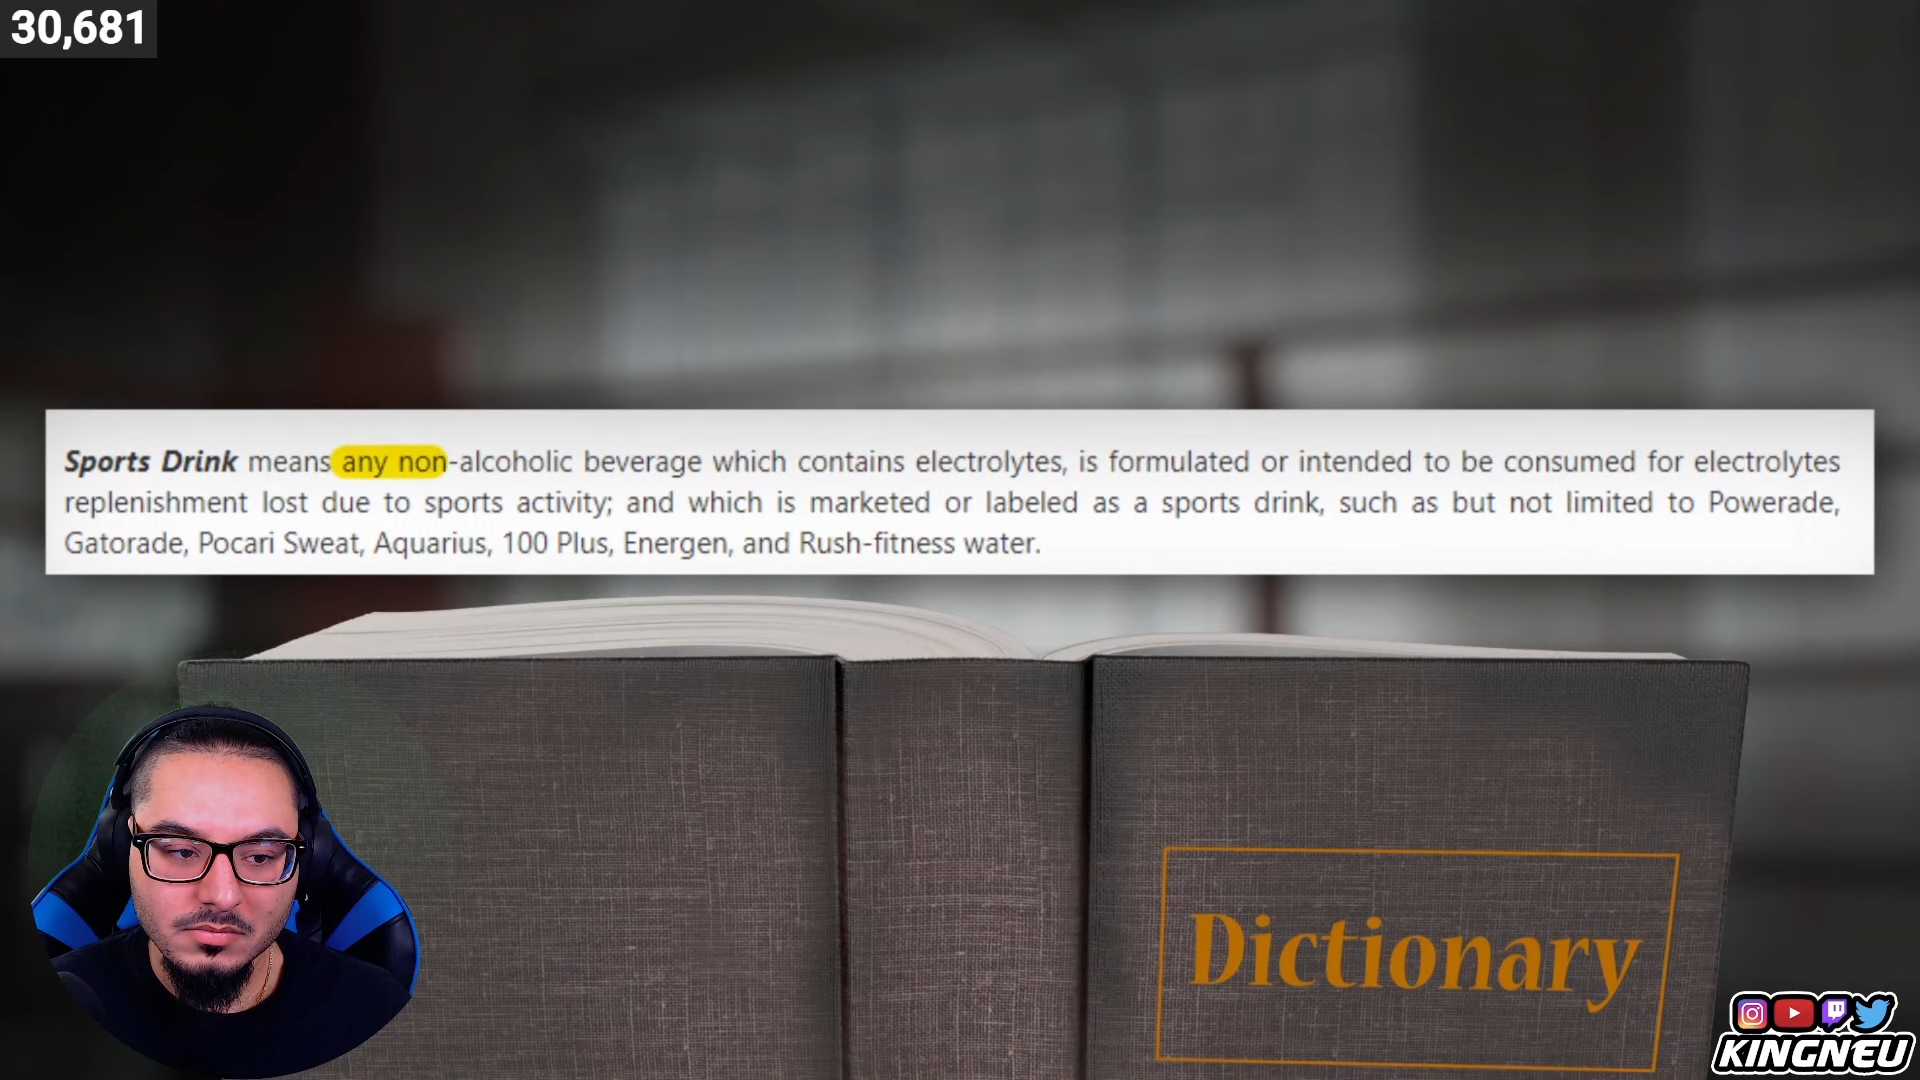 30,681
Sports Drink means any non-alcoholic beverage which contains electrolytes, is formulated or intended to be consumed for electrolytes
replenishment lost due to sports activity; and which is marketed or labeled as a sports drink, such as but not limited to Powerade,
Gatorade, Pocari Sweat, Aquarius, 100 Plus, Energen, and Rush-fitness water.
Dictionary
KINGNEU